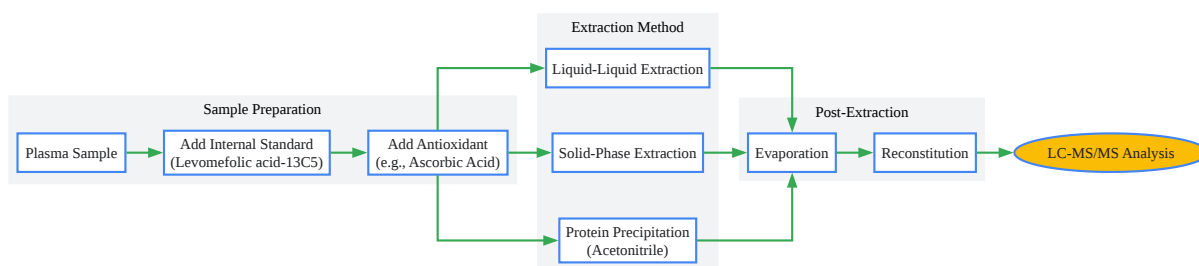 Extraction Method
Liquid-Liquid Extraction
Sample Preparation
Post-Extraction
Plasma Sample
Add Internal Standard
(Levomefolic acid-13C5)
Add Antioxidant
(e.g., Ascorbic Acid)
Solid-Phase Extraction
Evaporation
Reconstitution
LC-MS/MS Analysis
Protein Precipitation
(Acetonitrile)